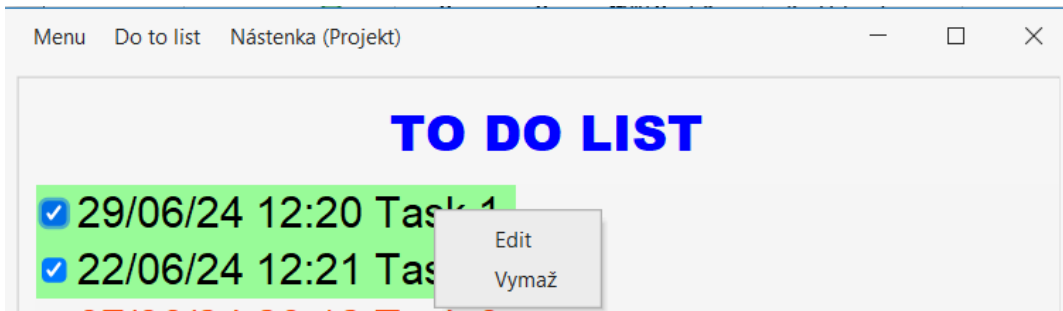 Menu Do to list Nástenka (Projekt)
TO DO LIST
29/06/24 12:20 Task 1
22/06/24 12:21
Edit
Vymaž